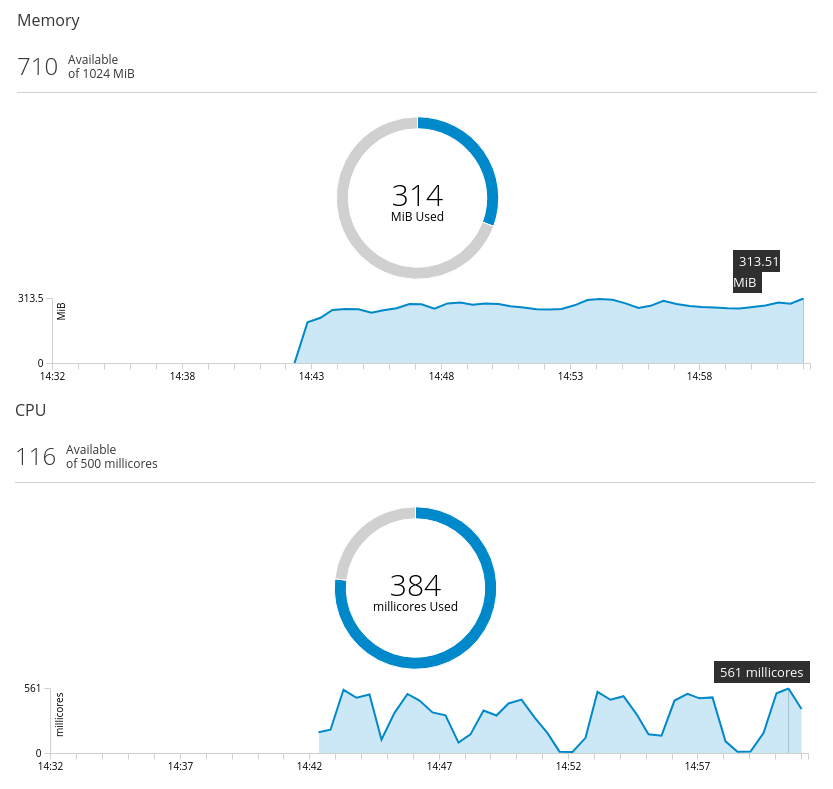 Memory
710 Available
of 1024 MiB
314
MiB Used
313.51
MiB
313.5
MiB
0
14:32 14:38 14:43 14:48 14:53 14:58
CPU
116 Available
of 500 millicores
384
millicores Used
561 millicores
561
millicores
0
14:32 14:37 14:42 14:47 14:52 14:57